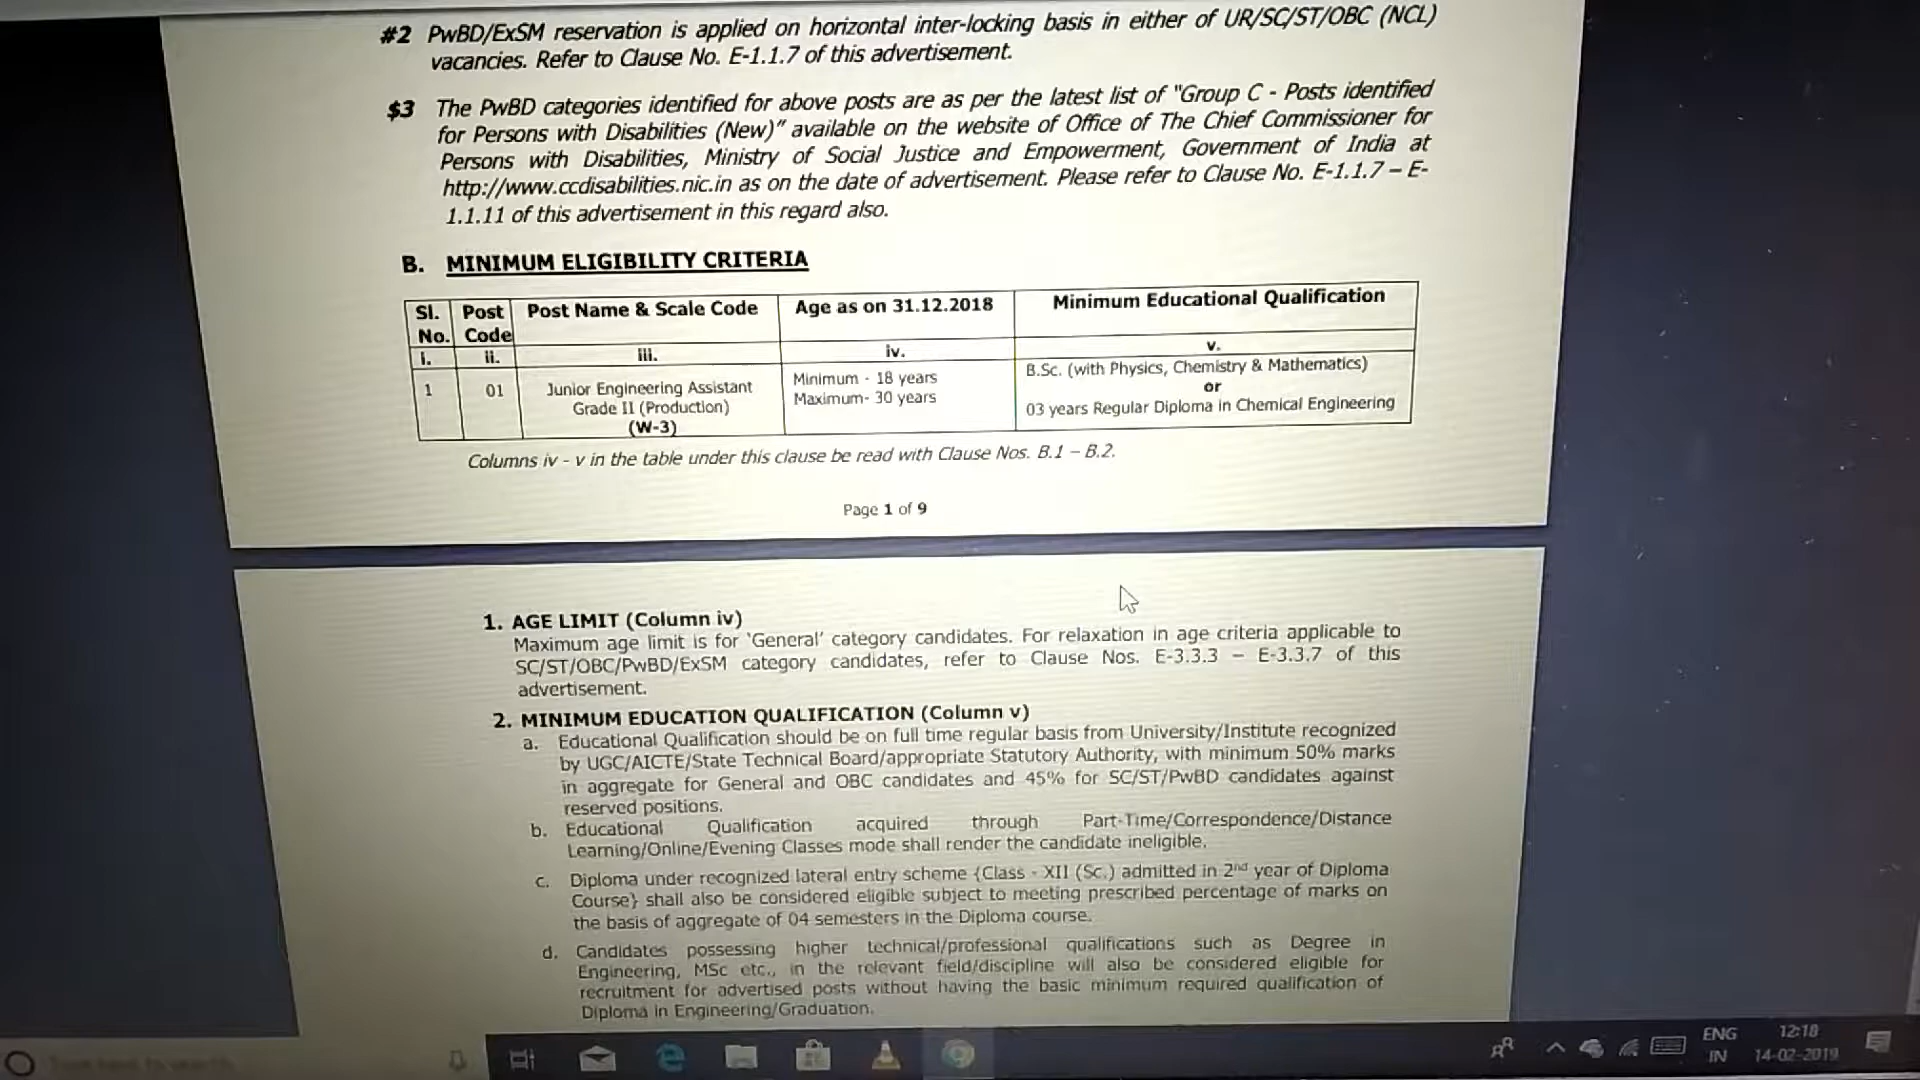 #2 PwBD/ExSM reservation is applied on horizontal inter-locking basis in either of UR/SC/ST/OBC (NCL)
vacancies. Refer to Clause No. E-1.1.7 of this advertisement.
$3 The PwBD categories identified for above posts are as per the latest list of "Group C - Posts identified
for Persons with Disabilities (New)" available on the website of Office of The Chief Commissioner for
Persons with Disabilities, Ministry of Social Justice and Empowerment, Government of India at
http://www.ccdisabilities.nic.in as on the date of advertisement. Please refer to Clause No. E-1.1.7 – E-
1.1.11 of this advertisement in this regard also.
B. MINIMUM ELIGIBILITY CRITERIA
Sl. No. Post Code Post Name & Scale Code Age as on 31.12.2018 Minimum Educational Qualification
i. ii. iii. iv. v.
1 01 Junior Engineering Assistant
Grade II (Production)
(W-3)
Minimum - 18 years
Maximum- 30 years
B.Sc. (with Physics, Chemistry & Mathematics)
or
03 years Regular Diploma in Chemical Engineering
Columns iv - v in the table under this clause be read with Clause Nos. B.1 – B.2.
Page 1 of 9
1. AGE LIMIT (Column iv)
Maximum age limit is for 'General' category candidates. For relaxation in age criteria applicable to
SC/ST/OBC/PwBD/ExSM category candidates, refer to Clause Nos. E-3.3.3 – E-3.3.7 of this
advertisement.
2. MINIMUM EDUCATION QUALIFICATION (Column v)
a. Educational Qualification should be on full time regular basis from University/Institute recognized
by UGC/AICTE/State Technical Board/appropriate Statutory Authority, with minimum 50% marks
in aggregate for General and OBC candidates and 45% for SC/ST/PwBD candidates against
reserved positions.
b. Educational Qualification acquired through Part-Time/Correspondence/Distance
Learning/Online/Evening Classes mode shall render the candidate ineligible.
c. Diploma under recognized lateral entry scheme {Class - XII (Sc.) admitted in 2nd year of Diploma
Course} shall also be considered eligible subject to meeting prescribed percentage of marks on
the basis of aggregate of 04 semesters in the Diploma course.
d. Candidates possessing higher technical/professional qualifications such as Degree in
Engineering, MSc etc., in the relevant field/discipline will also be considered eligible for
recruitment for advertised posts without having the basic minimum required qualification of
Diploma in Engineering/Graduation.
ENG
IN
12:18
14-02-2019